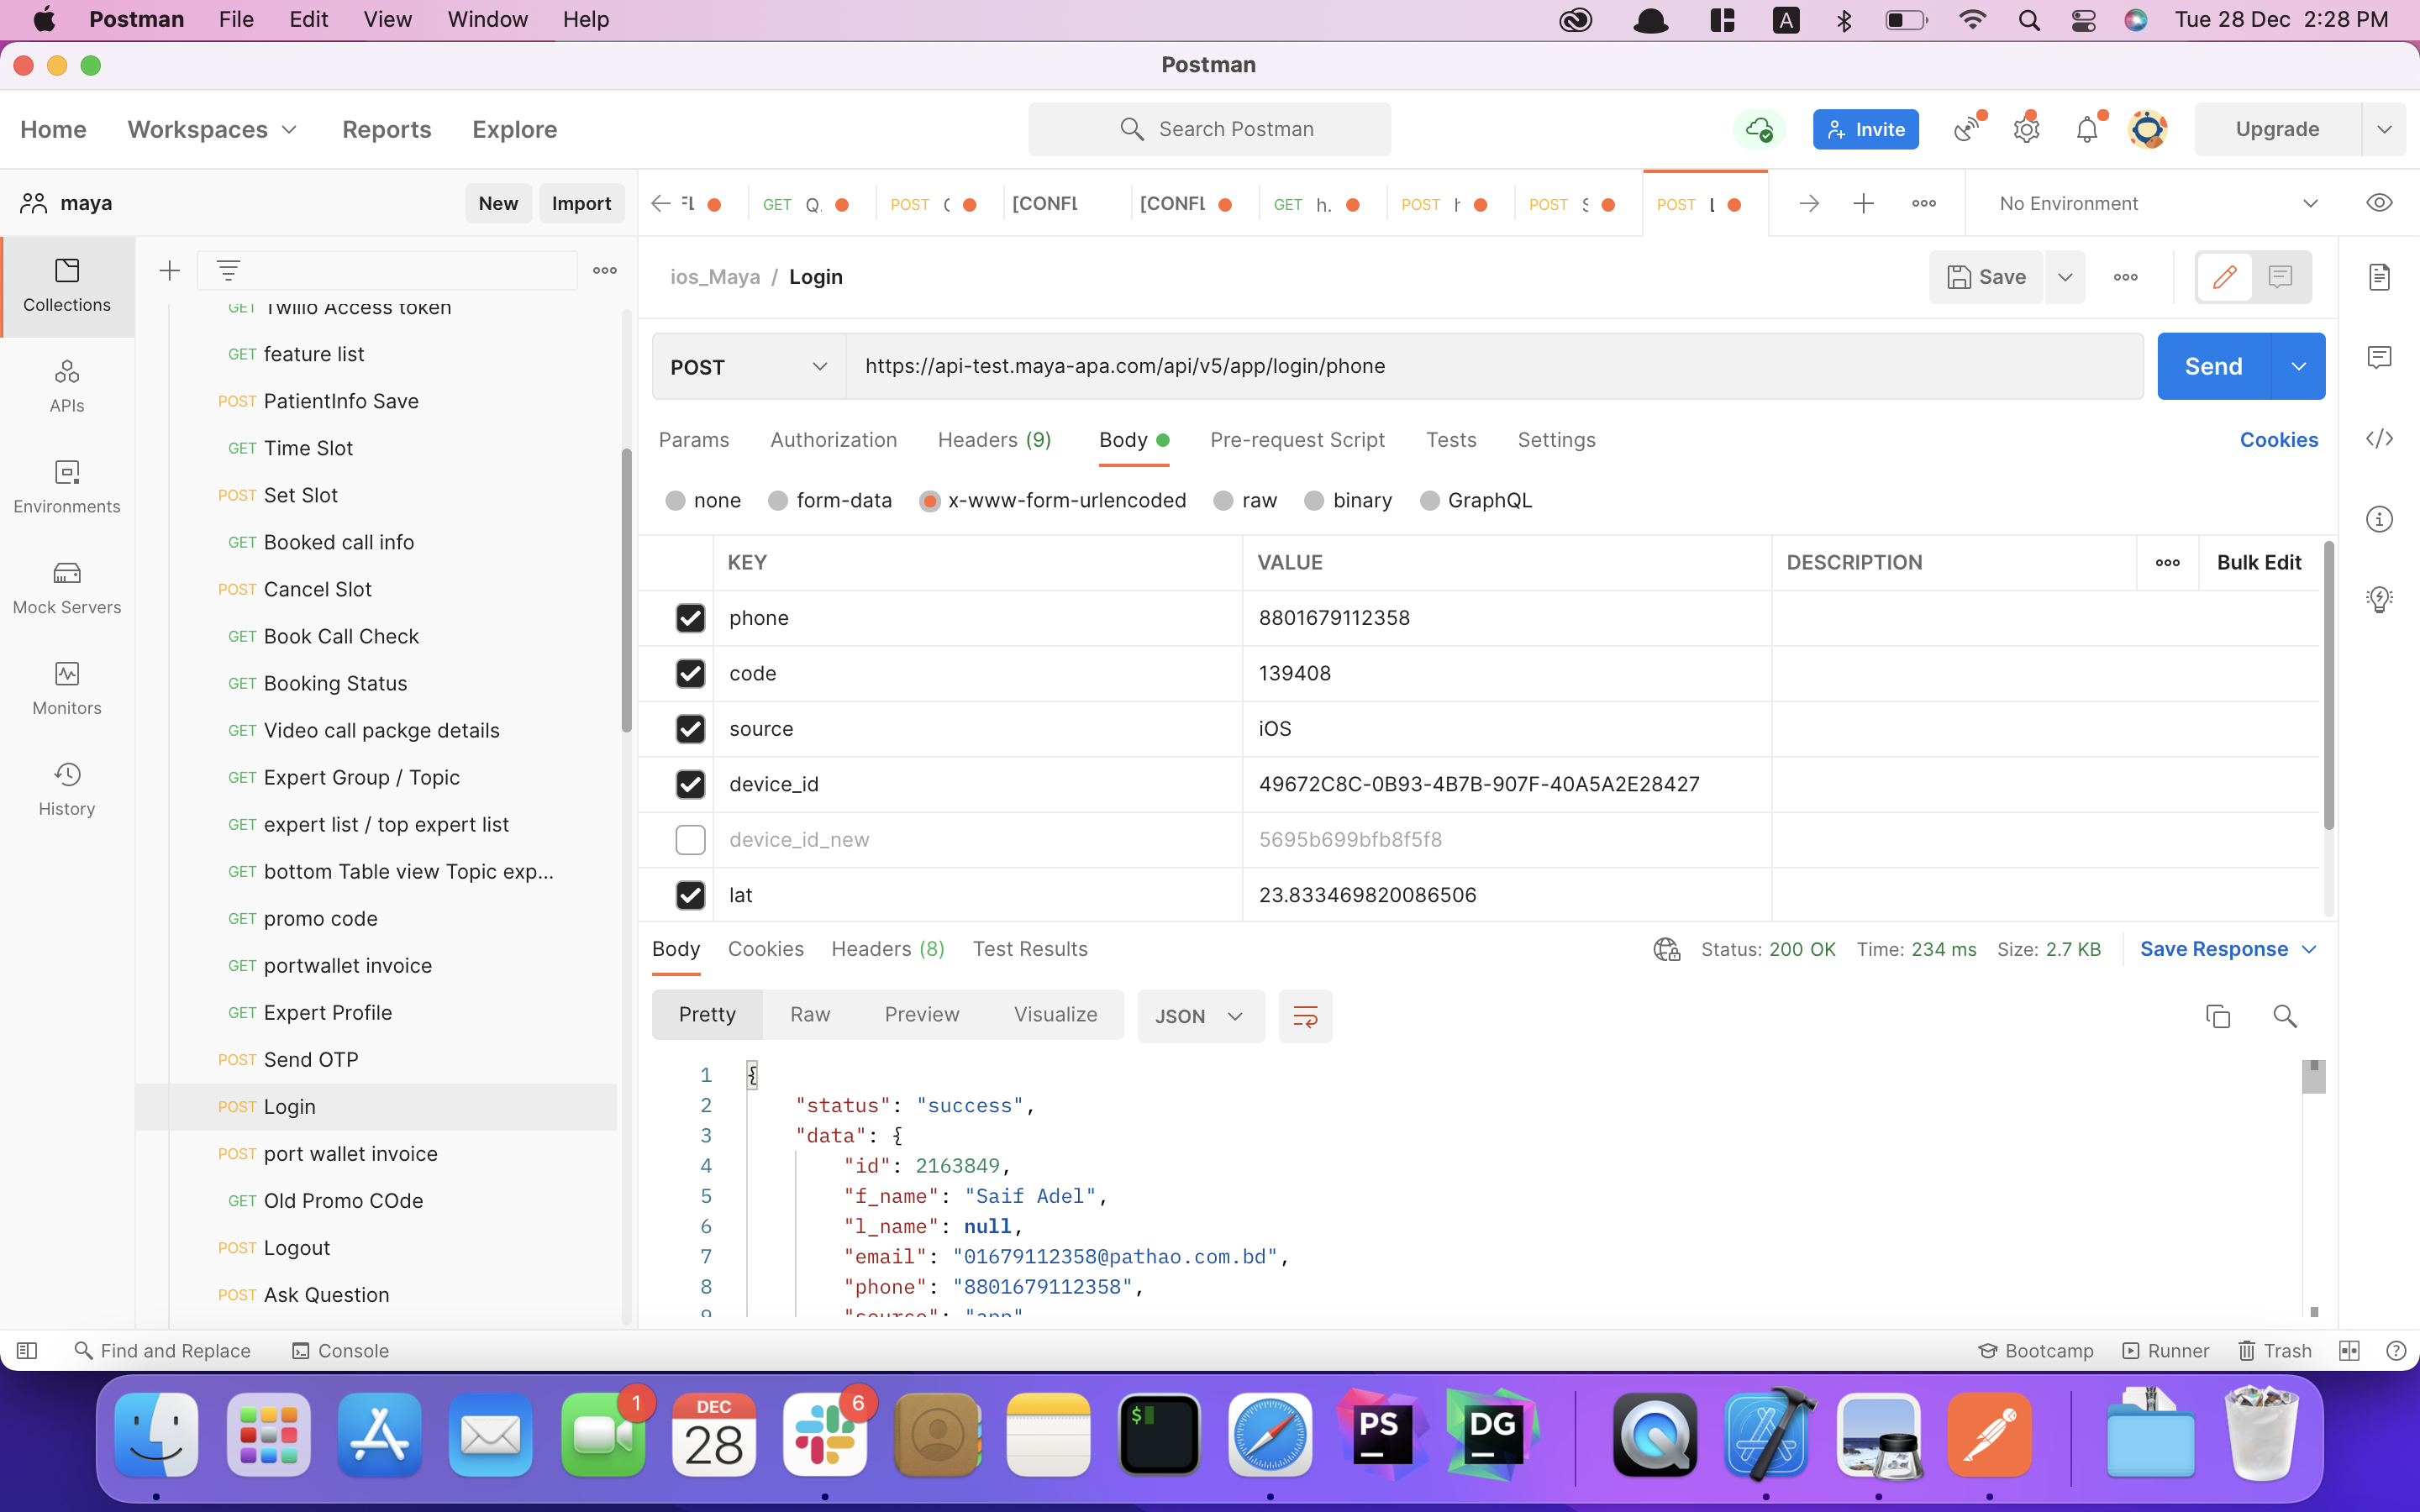 Postman File Edit View Window Help A Tue 28 Dec 2:28 PM
Postman
Home Workspaces Reports Explore Search Postman Invite Upgrade
maya New Import GET POST [CONFL [CONFL GET h. POST POST POST No Environment
Collections
APIs
Environments
Mock Servers
Monitors
History
GET Twilio Access token
GET feature list
POST PatientInfo Save
GET Time Slot
POST Set Slot
GET Booked call info
POST Cancel Slot
GET Book Call Check
GET Booking Status
GET Video call packge details
GET Expert Group / Topic
GET expert list / top expert list
GET bottom Table view Topic exp...
GET promo code
GET portwallet invoice
GET Expert Profile
POST Send OTP
POST Login
POST port wallet invoice
GET Old Promo COde
POST Logout
POST Ask Question
ios_Maya / Login Save
POST https://api-test.maya-apa.com/api/v5/app/login/phone Send
Params Authorization Headers (9) Body Pre-request Script Tests Settings Cookies
none form-data x-www-form-urlencoded raw binary GraphQL
KEY VALUE DESCRIPTION Bulk Edit
phone 8801679112358
code 139408
source iOS
device_id 49672C8C-0B93-4B7B-907F-40A5A2E28427
device_id_new 5695b699bfb8f5f8
lat 23.833469820086506
Body Cookies Headers (8) Test Results Status: 200 OK Time: 234 ms Size: 2.7 KB Save Response
Pretty Raw Preview Visualize JSON
1 {
2 "status": "success",
3 "data": {
4 "id": 2163849,
5 "f_name": "Saif Adel",
6 "l_name": null,
7 "email": "01679112358@pathao.com.bd",
8 "phone": "8801679112358",
9 "source": "app"
Find and Replace Console Bootcamp Runner Trash
1 DEC 28 6 $ PS DG